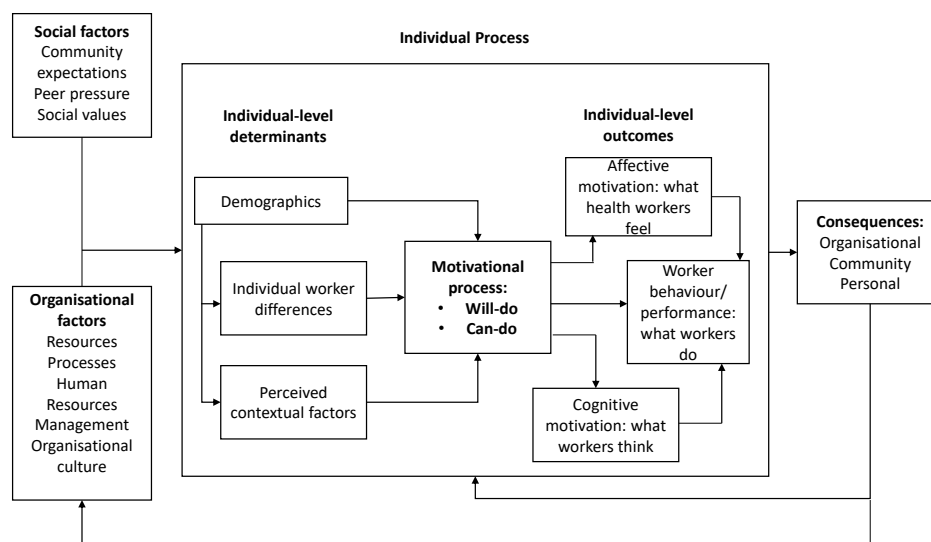 Social factors
Community
expectations
Peer pressure
Social values
Organisational
factors
Resources
Processes
Human
Resources
Management
Organisational
culture
Individual Process
Individual-level
determinants
Demographics
Individual worker
differences
Perceived
contextual factors
Motivational
process:
• Will-do
• Can-do
Individual-level
outcomes
Affective
motivation: what
health workers
feel
Worker
behaviour/
performance:
what workers
do
Cognitive
motivation: what
workers think
Consequences:
Organisational
Community
Personal